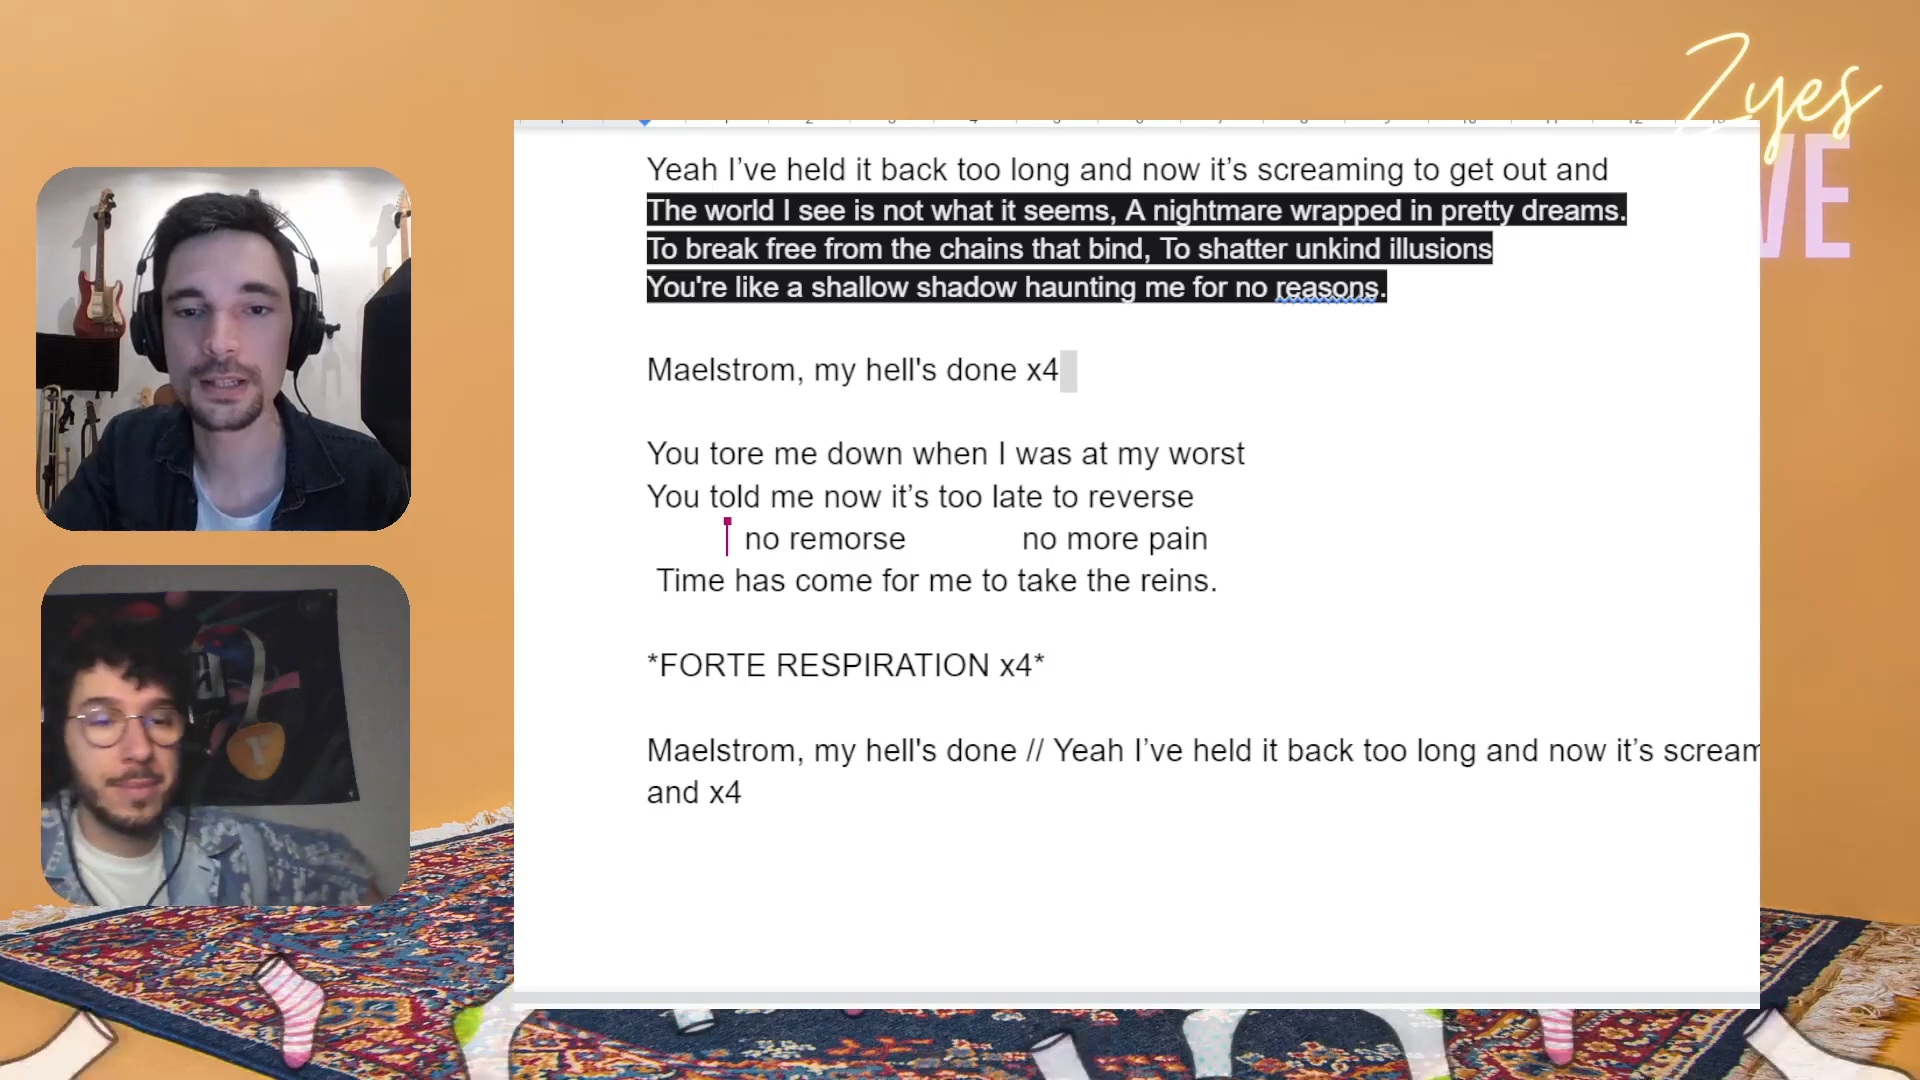 Zyes
VE
Yeah I’ve held it back too long and now it’s screaming to get out and
The world I see is not what it seems, A nightmare wrapped in pretty dreams.
To break free from the chains that bind, To shatter unkind illusions
You're like a shallow shadow haunting me for no reasons.
Maelstrom, my hell's done x4
You tore me down when I was at my worst
You told me now it’s too late to reverse
no remorse no more pain
Time has come for me to take the reins.
*FORTE RESPIRATION x4*
Maelstrom, my hell's done // Yeah I’ve held it back too long and now it’s scream
and x4